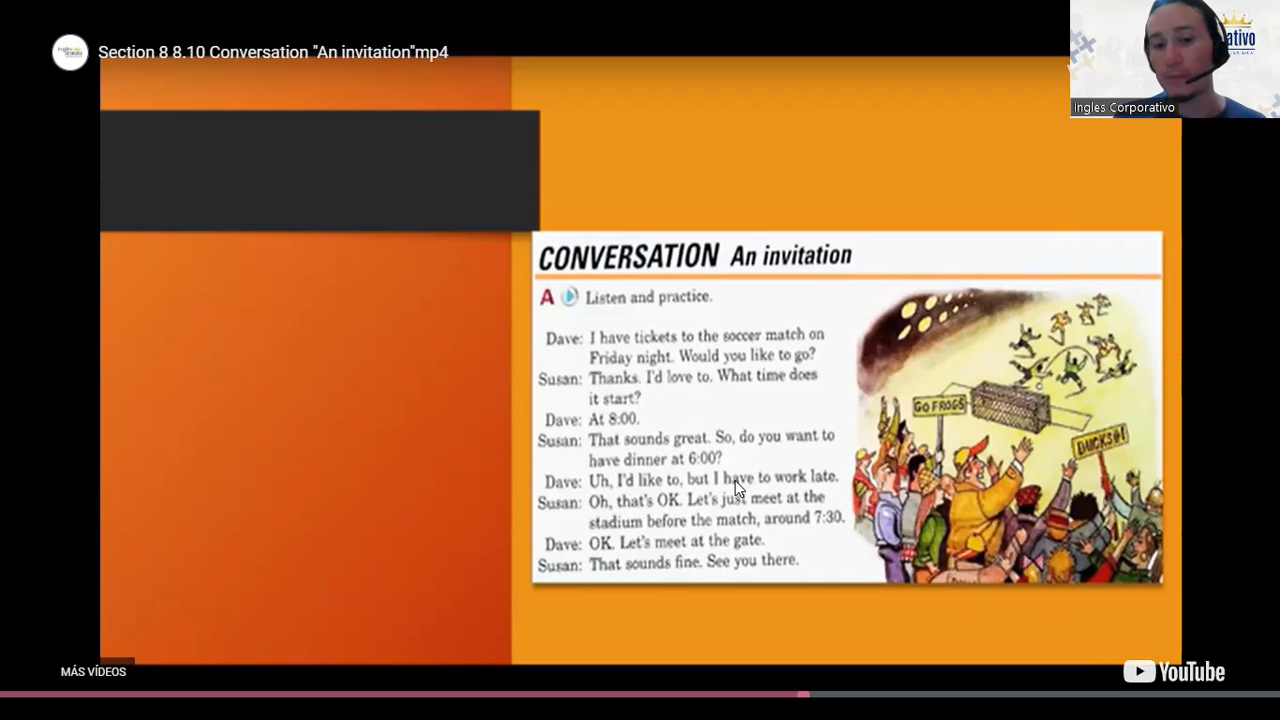 Section 8 8.10 Conversation "An invitation"mp4
ativo
Ingles Corporativo
CONVERSATION An invitation
A Listen and practice.
Dave: I have tickets to the soccer match on
Friday night. Would you like to go?
Susan: Thanks. I'd love to. What time does
it start?
Dave: At 8:00.
Susan: That sounds great. So, do you want to
have dinner at 6:00?
Dave: Uh, I'd like to, but I have to work late.
Susan: Oh, that's OK. Let's just meet at the
stadium before the match, around 7:30.
Dave: OK. Let's meet at the gate.
Susan: That sounds fine. See you there.
GO FROGS
DUCKS#1
MÁS VÍDEOS
YouTube